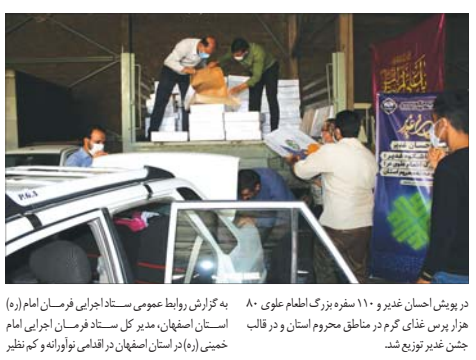 احسان غدیر
به گزارش روابط عمومی ستاد اجرایی فرمان امام (ره)
استان اصفهان، مدیر کل ستاد فرمان اجرایی امام
خمینی (ره) در استان اصفهان در اقدامی نوآورانه و کم نظیر
در پویش احسان غدیر و ۱۱۰ سفره بزرگ اطعام علوی ۸۰
هزار پرس غذای گرم در مناطق محروم استان و در قالب
جشن غدیر توزیع شد.